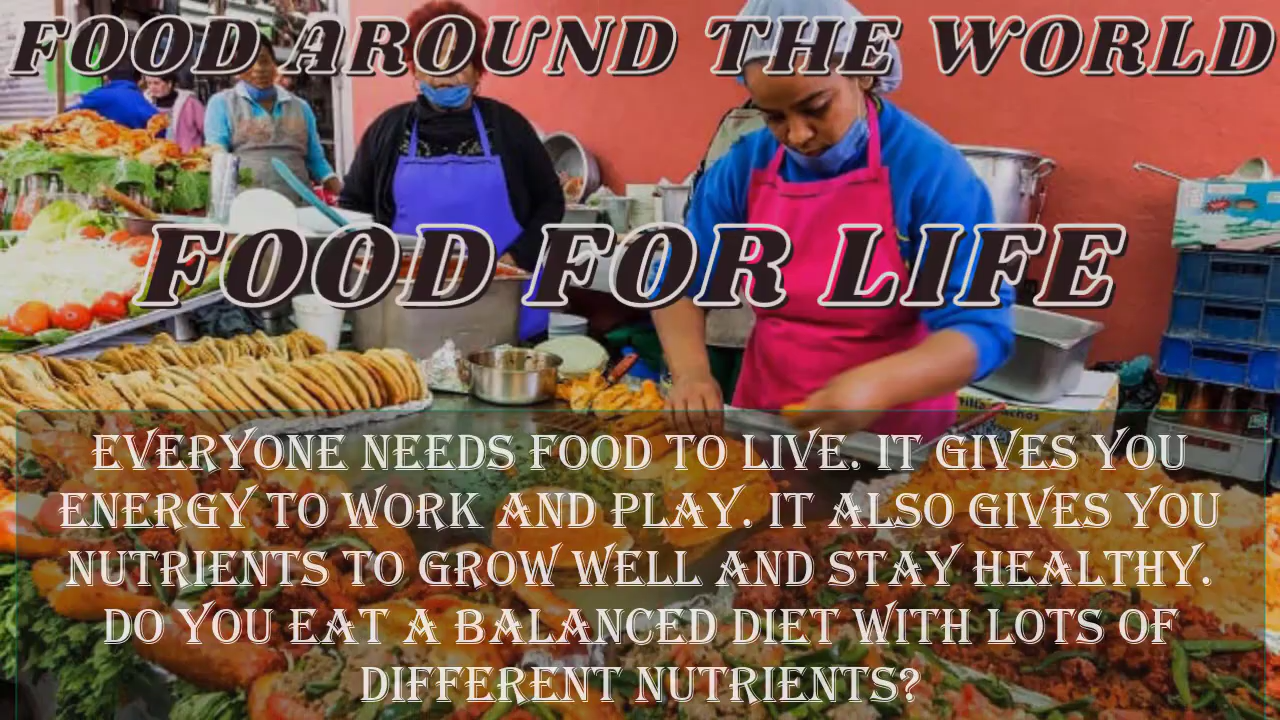 FOOD AROUND THE WORLD
FOOD FOR LIFE
EVERYONE NEEDS FOOD TO LIVE. IT GIVES YOU
ENERGY TO WORK AND PLAY. IT ALSO GIVES YOU
NUTRIENTS TO GROW WELL AND STAY HEALTHY.
DO YOU EAT A BALANCED DIET WITH LOTS OF
DIFFERENT NUTRIENTS?